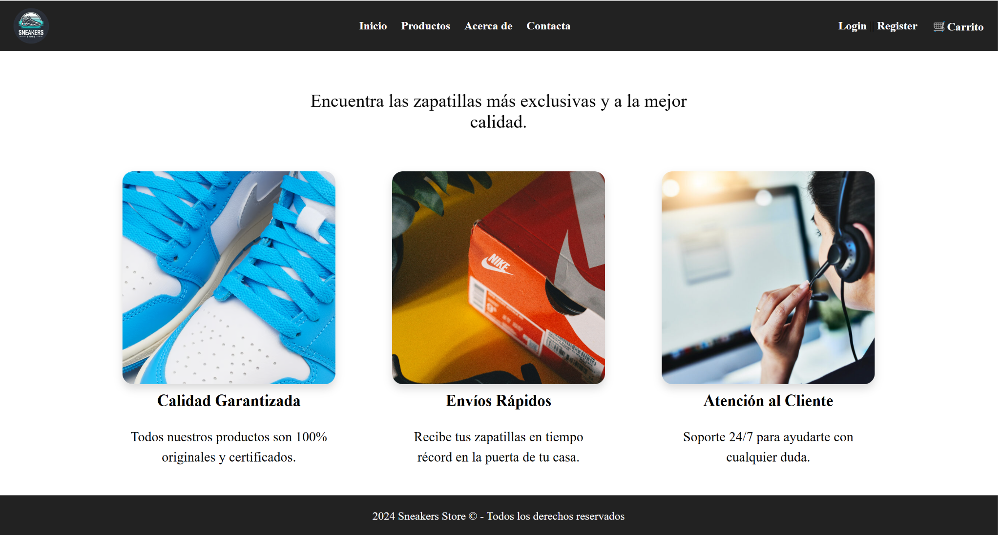 SNEAKERS
STORE
Inicio Productos Acerca de Contacta
Login || Register Carrito
Encuentra las zapatillas más exclusivas y a la mejor
calidad.
NIKE
Calidad Garantizada
Todos nuestros productos son 100%
originales y certificados.
Envíos Rápidos
Recibe tus zapatillas en tiempo
récord en la puerta de tu casa.
Atención al Cliente
Soporte 24/7 para ayudarte con
cualquier duda.
2024 Sneakers Store © - Todos los derechos reservados